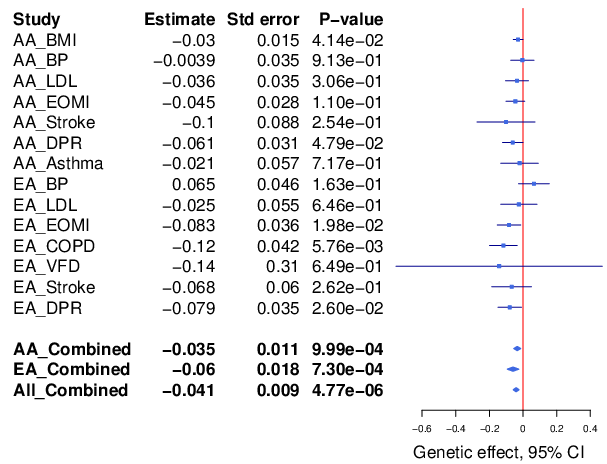 Study Estimate Std error P−value
AA_BMI −0.03 0.015 4.14e−02
AA_BP −0.0039 0.035 9.13e−01
AA_LDL −0.036 0.035 3.06e−01
AA_EOMI −0.045 0.028 1.10e−01
AA_Stroke −0.1 0.088 2.54e−01
AA_DPR −0.061 0.031 4.79e−02
AA_Asthma −0.021 0.057 7.17e−01
EA_BP 0.065 0.046 1.63e−01
EA_LDL −0.025 0.055 6.46e−01
EA_EOMI −0.083 0.036 1.98e−02
EA_COPD −0.12 0.042 5.76e−03
EA_VFD −0.14 0.31 6.49e−01
EA_Stroke −0.068 0.06 2.62e−01
EA_DPR −0.079 0.035 2.60e−02
AA_Combined −0.035 0.011 9.99e−04
EA_Combined −0.06 0.018 7.30e−04
All_Combined −0.041 0.009 4.77e−06
−0.6 −0.4 −0.2 0 0.2 0.4
Genetic effect, 95% CI